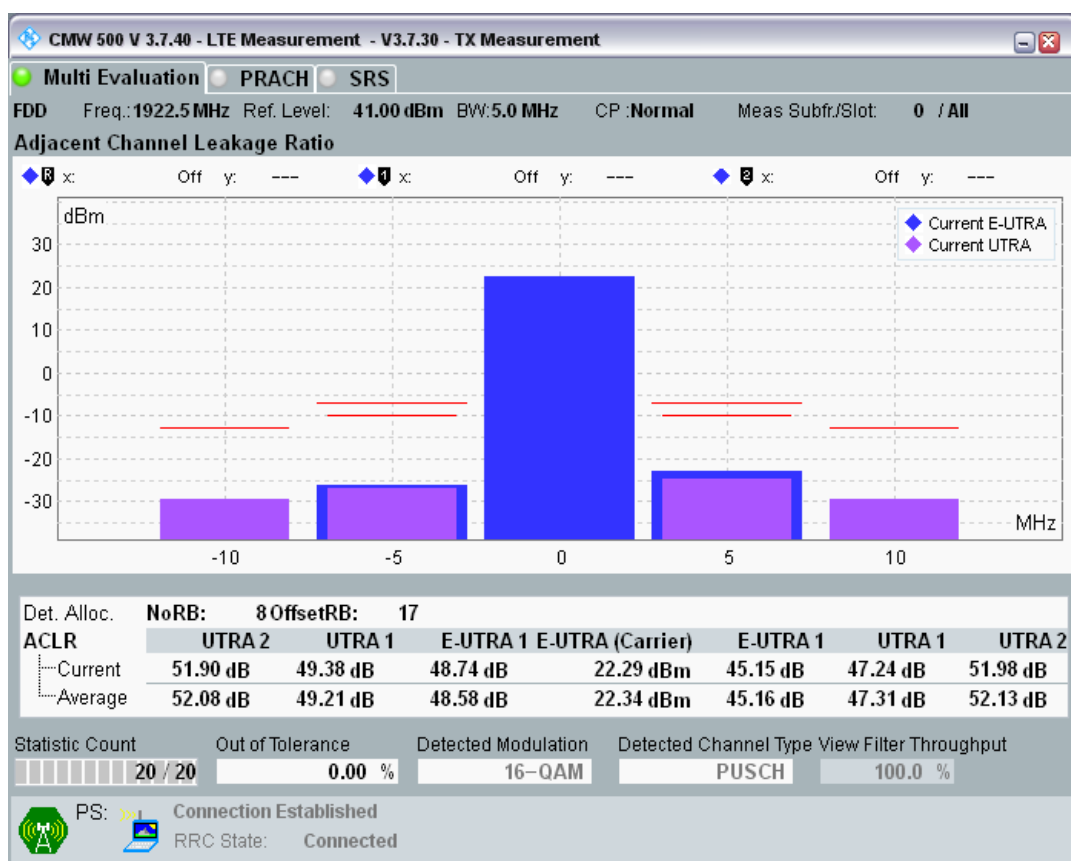 CMW 500 V 3.7.40 - LTE Measurement - V3.7.30 - TX Measurement
Multi Evaluation PRACH SRS
FDD Freq.: 1922.5 MHz Ref. Level: 41.00 dBm BW: 5.0 MHz CP : Normal Meas Subfr./Slot: 0 / All
Adjacent Channel Leakage Ratio
R x: Off y: --- 1 x: Off y: --- 2 x: Off y: ---
dBm
Current E-UTRA
Current UTRA
30
20
10
0
-10
-20
-30
MHz
-10 -5 0 5 10
Det. Alloc. NoRB: 8 OffsetRB: 17
ACLR UTRA 2 UTRA 1 E-UTRA 1 E-UTRA (Carrier) E-UTRA 1 UTRA 1 UTRA 2
Current 51.90 dB 49.38 dB 48.74 dB 22.29 dBm 45.15 dB 47.24 dB 51.98 dB
Average 52.08 dB 49.21 dB 48.58 dB 22.34 dBm 45.16 dB 47.31 dB 52.13 dB
Statistic Count Out of Tolerance Detected Modulation Detected Channel Type View Filter Throughput
20 / 20 0.00 % 16-QAM PUSCH 100.0 %
PS: Connection Established
RRC State: Connected